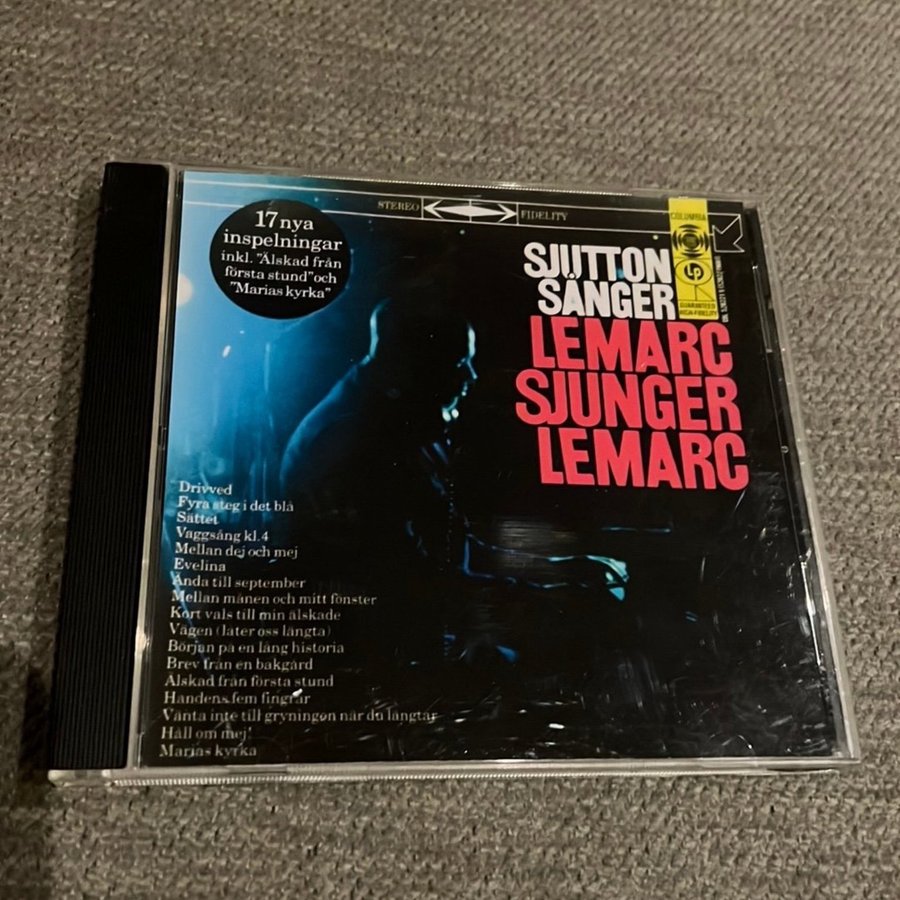 STEREO FIDELITY
17 nya
inspelningar
inkl. "Älskad från
första stund" och
"Marias kyrka"
COLUMBIA
LP
GUARANTEED
HIGH-FIDELITY
SJUTTON
SÅNGER
LEMARC
SJUNGER
LEMARC
Drivved
Fyra steg i det blå
Sättet
Vaggsång kl.4
Mellan dej och mej
Evelina
Ända till september
Mellan månen och mitt fönster
Kort vals till min älskade
Vägen (låter oss längta)
Början på en lång historia
Brev från en bakgård
Älskad från första stund
Handens fem fingrar
Vänta inte till gryningen när du längtar
Håll om mej!
Marias kyrka